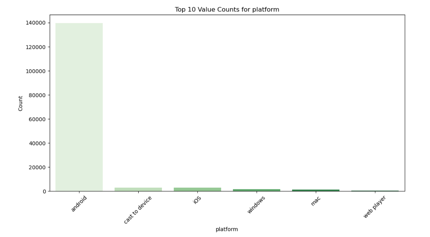 Top 10 Value Counts for platform
140000
120000
100000
80000
60000
40000
20000
0
Count
android
cast to device
iOS
windows
mac
web player
platform